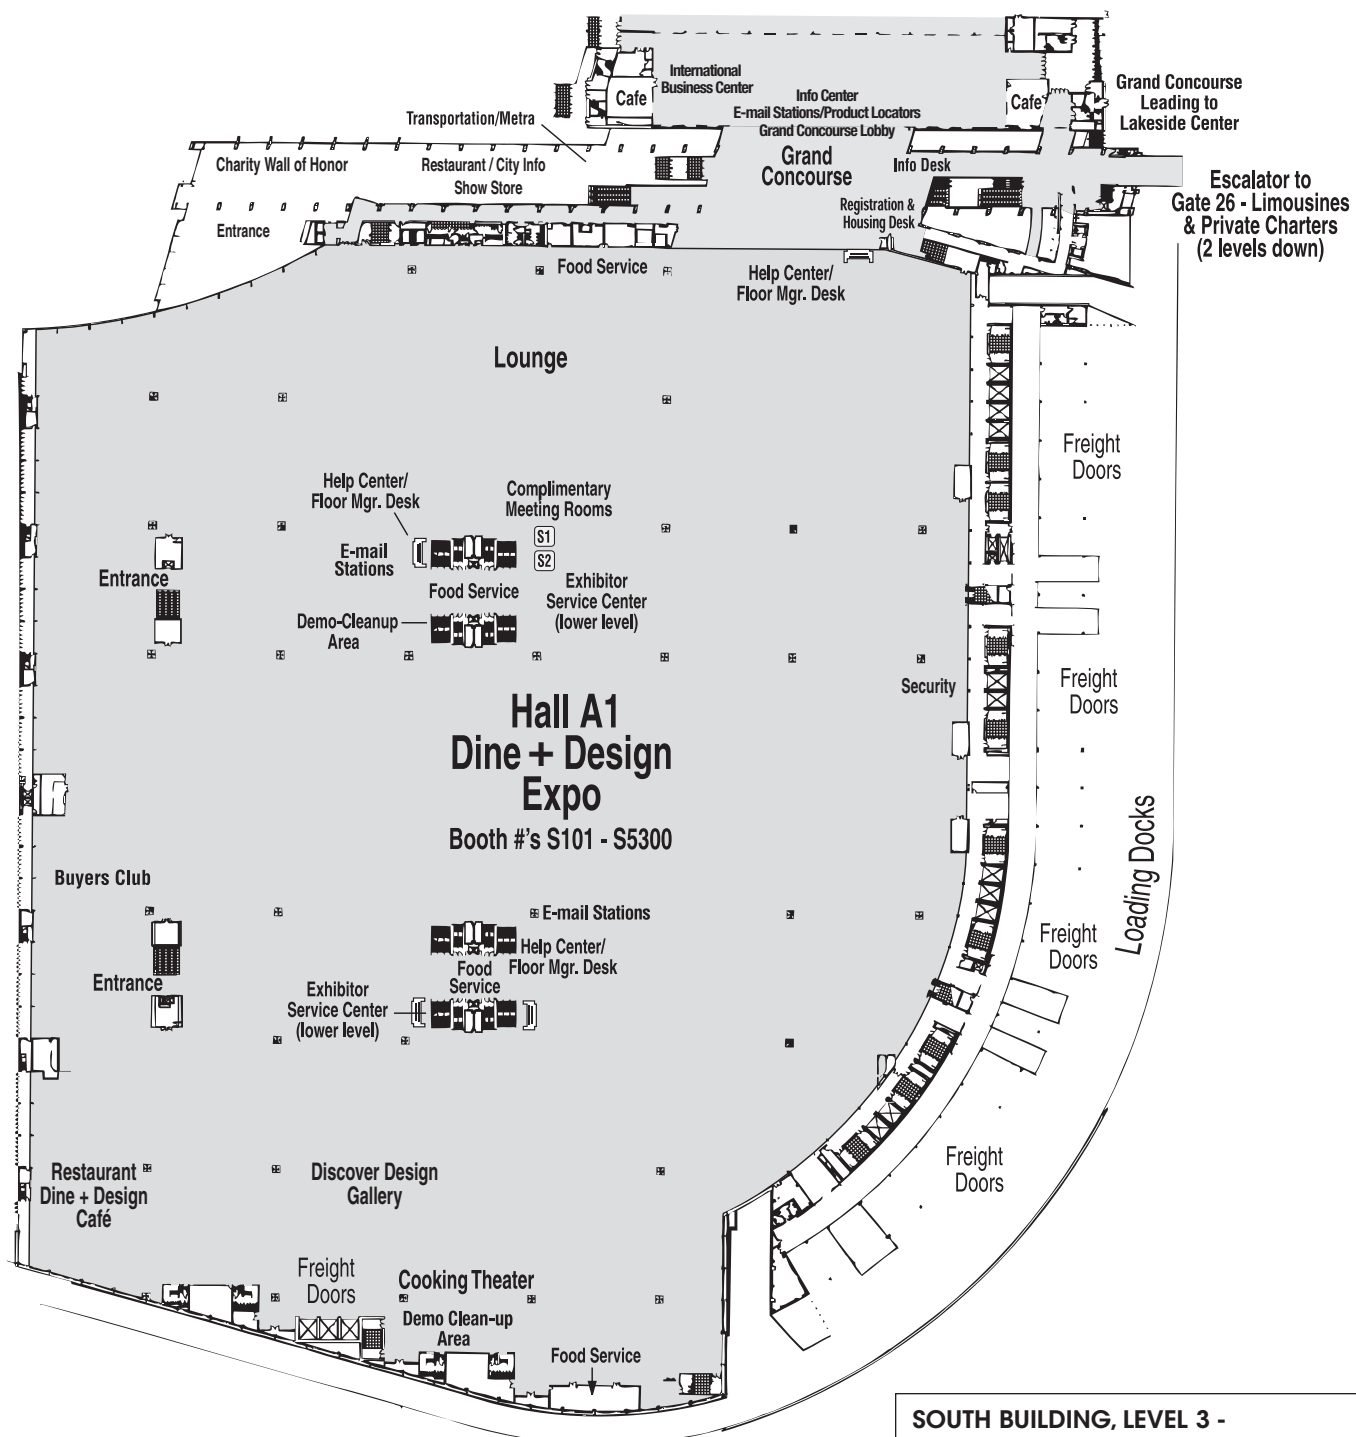 International
Business Center
Cafe
Info Center
E-mail Stations/Product Locators
Grand Concourse Lobby
Cafe
Grand Concourse
Leading to
Lakeside Center
Transportation/Metra
Charity Wall of Honor
Restaurant / City Info
Show Store
Grand
Concourse
Info Desk
Escalator to
Gate 26 - Limousines
& Private Charters
(2 levels down)
Registration &
Housing Desk
Entrance
Food Service
Help Center/
Floor Mgr. Desk
Lounge
Freight
Doors
Help Center/
Floor Mgr. Desk
Complimentary
Meeting Rooms
S1
S2
E-mail
Stations
Entrance
Food Service
Exhibitor
Service Center
(lower level)
Demo-Cleanup
Area
Security
Freight
Doors
Hall A1
Dine + Design
Expo
Booth #'s S101 - S5300
Loading Docks
Buyers Club
E-mail Stations
Help Center/
Floor Mgr. Desk
Freight
Doors
Entrance
Food
Service
Exhibitor
Service Center
(lower level)
Freight
Doors
Restaurant
Dine + Design
Café
Discover Design
Gallery
Freight
Doors
Cooking Theater
Demo Clean-up
Area
Food Service
SOUTH BUILDING, LEVEL 3 -